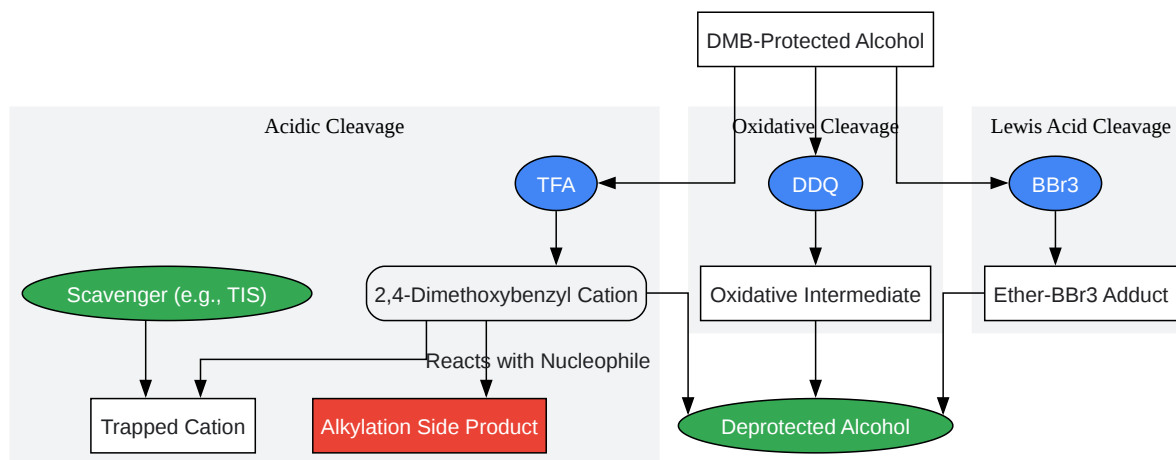 DMB-Protected Alcohol
Acidic Cleavage
Oxidative Cleavage
Lewis Acid Cleavage
TFA
DDQ
BBr3
Scavenger (e.g., TIS)
2,4-Dimethoxybenzyl Cation
Oxidative Intermediate
Ether-BBr3 Adduct
Reacts with Nucleophile
Trapped Cation
Alkylation Side Product
Deprotected Alcohol